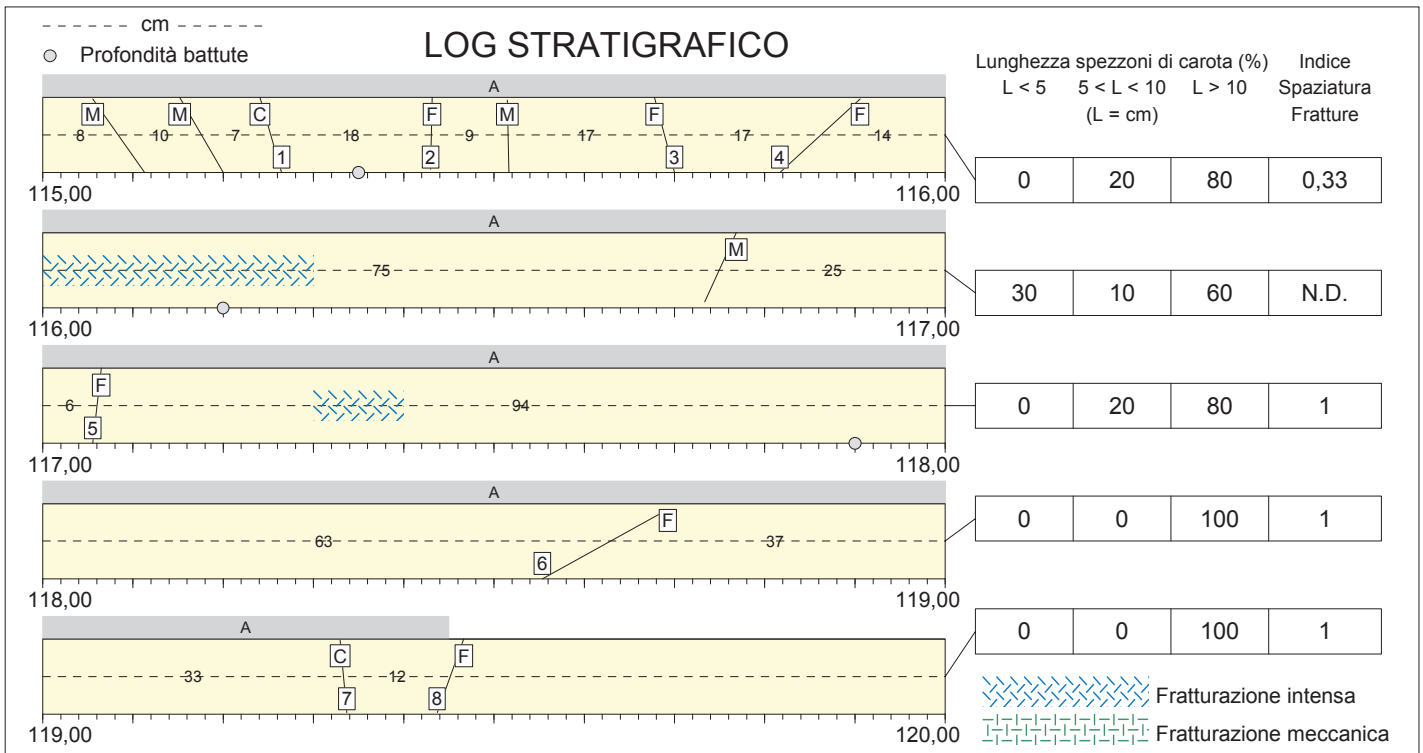 cm
Profondità battute
LOG STRATIGRAFICO
Lunghezza spezzoni di carota (%) Indice
L < 5 5 < L < 10 L > 10 Spaziatura
(L = cm) Fratture
A
M M C F M F F
8 10 7 18 9 17 17 14
1 2 3 4
115,00 116,00
0 20 80 0,33
A
M
75 25
116,00 117,00
30 10 60 N.D.
A
F
6 94
5
117,00 118,00
0 20 80 1
A
F
63 37
6
118,00 119,00
0 0 100 1
A
C F
33 12
7 8
119,00 120,00
0 0 100 1
Fratturazione intensa
Fratturazione meccanica